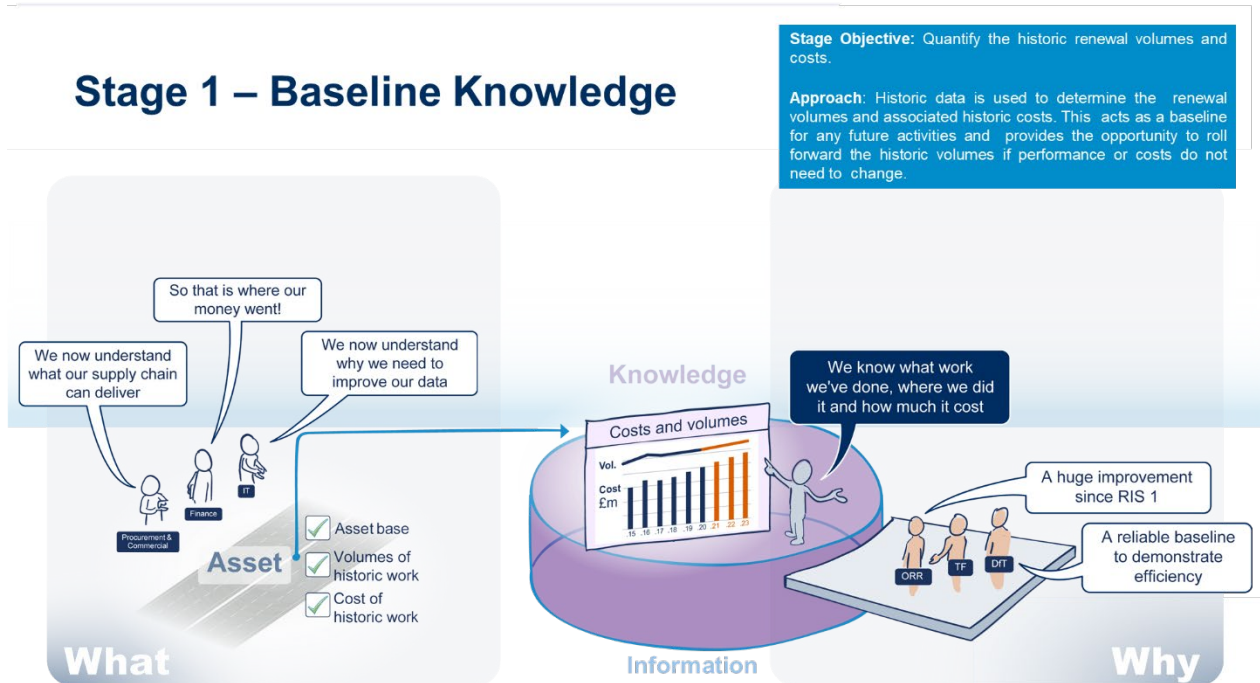 Stage 1 – Baseline Knowledge
Stage Objective: Quantify the historic renewal volumes and
costs.
Approach: Historic data is used to determine the renewal
volumes and associated historic costs. This acts as a baseline
for any future activities and provides the opportunity to roll
forward the historic volumes if performance or costs do not
need to change.
So that is where our
money went!
We now understand
what our supply chain
can deliver
We now understand
why we need to
improve our data
IT
Finance
Procurement &
Commercial
Asset
Asset base
Volumes of
historic work
Cost of
historic work
What
Knowledge
Costs and volumes
Vol.
Cost
£m
.15 .16 .17 .18 .19 .20 .21 .22 .23
Information
We know what work
we've done, where we did
it and how much it cost
A huge improvement
since RIS 1
A reliable baseline
to demonstrate
efficiency
ORR
TF
DfT
Why